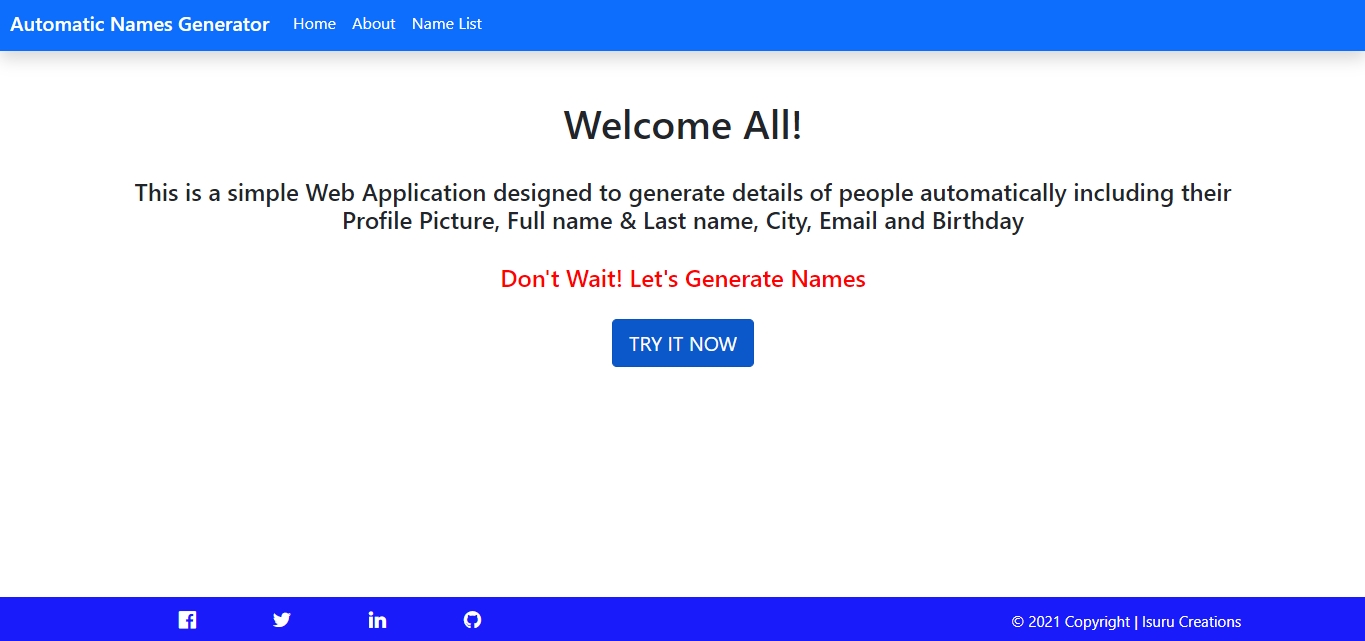 Automatic Names Generator Home About Name List
Welcome All!
This is a simple Web Application designed to generate details of people automatically including their
Profile Picture, Full name & Last name, City, Email and Birthday
Don't Wait! Let's Generate Names
TRY IT NOW
© 2021 Copyright | Isuru Creations